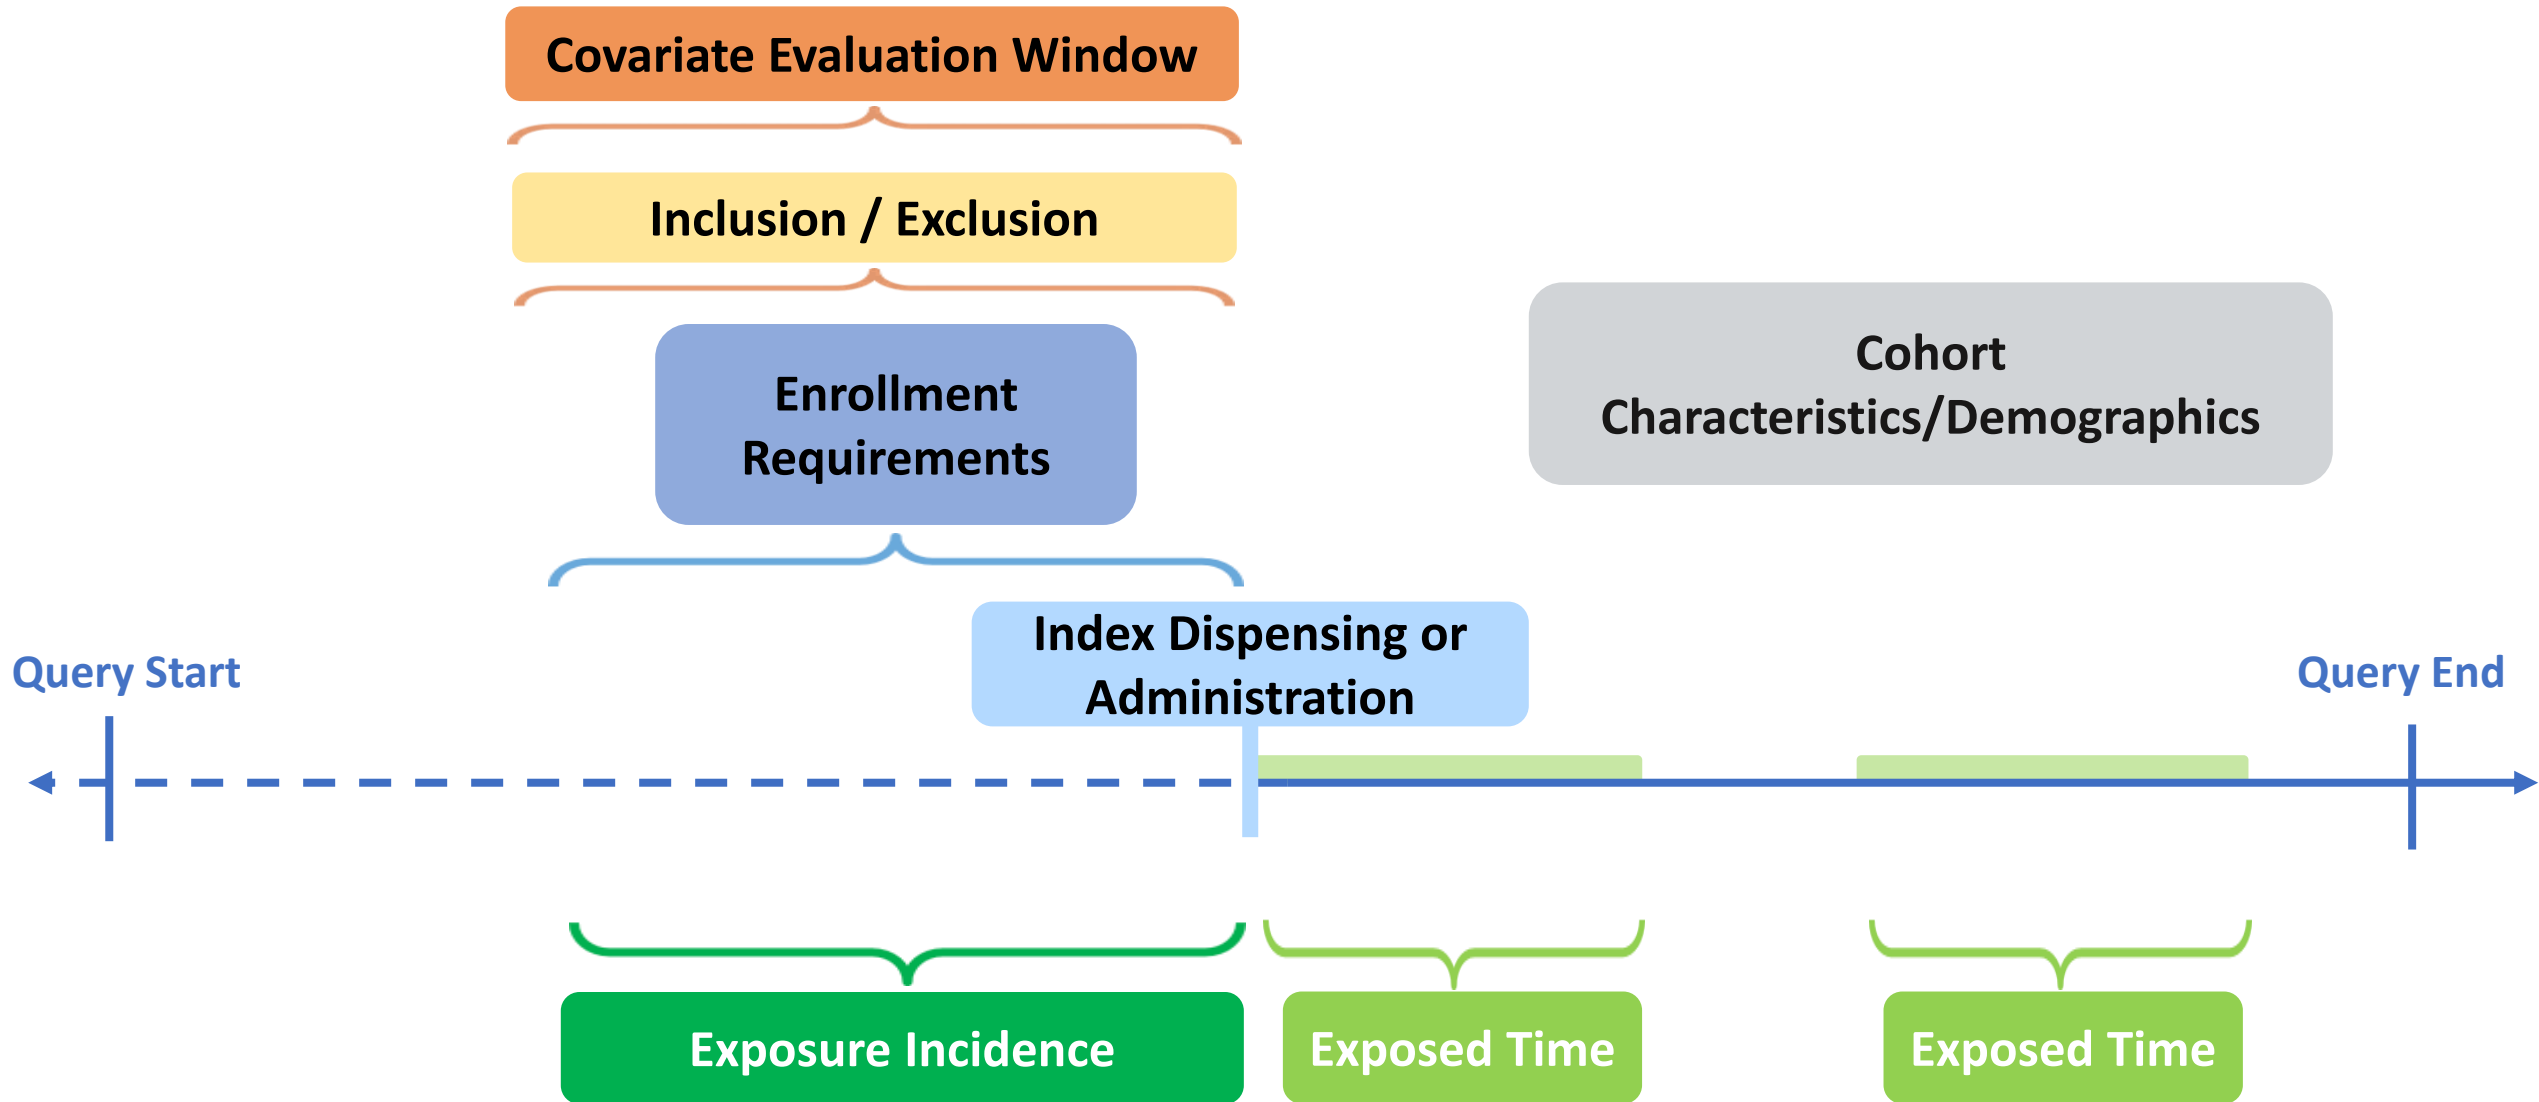 Covariate Evaluation Window
Inclusion / Exclusion
Enrollment
Requirements
Cohort
Characteristics/Demographics
Index Dispensing or
Administration
Query Start
Query End
Exposure Incidence
Exposed Time
Exposed Time